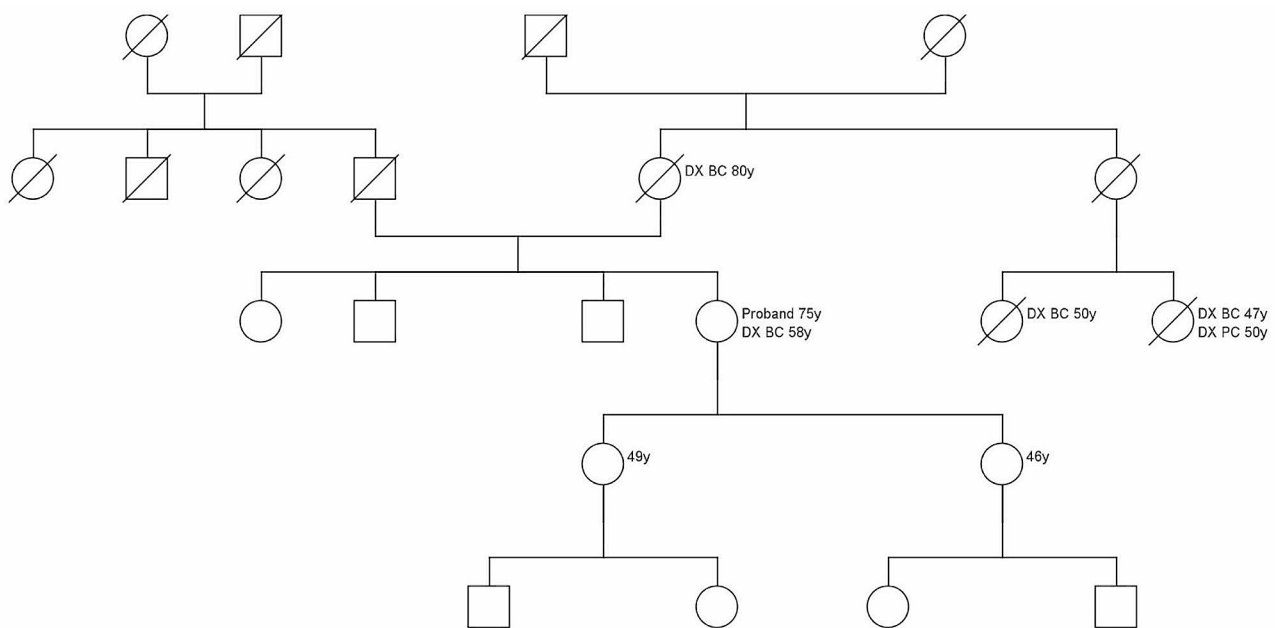 DX BC 80y
Proband 75y
DX BC 58y
DX BC 50y
DX BC 47y
DX PC 50y
49y
46y